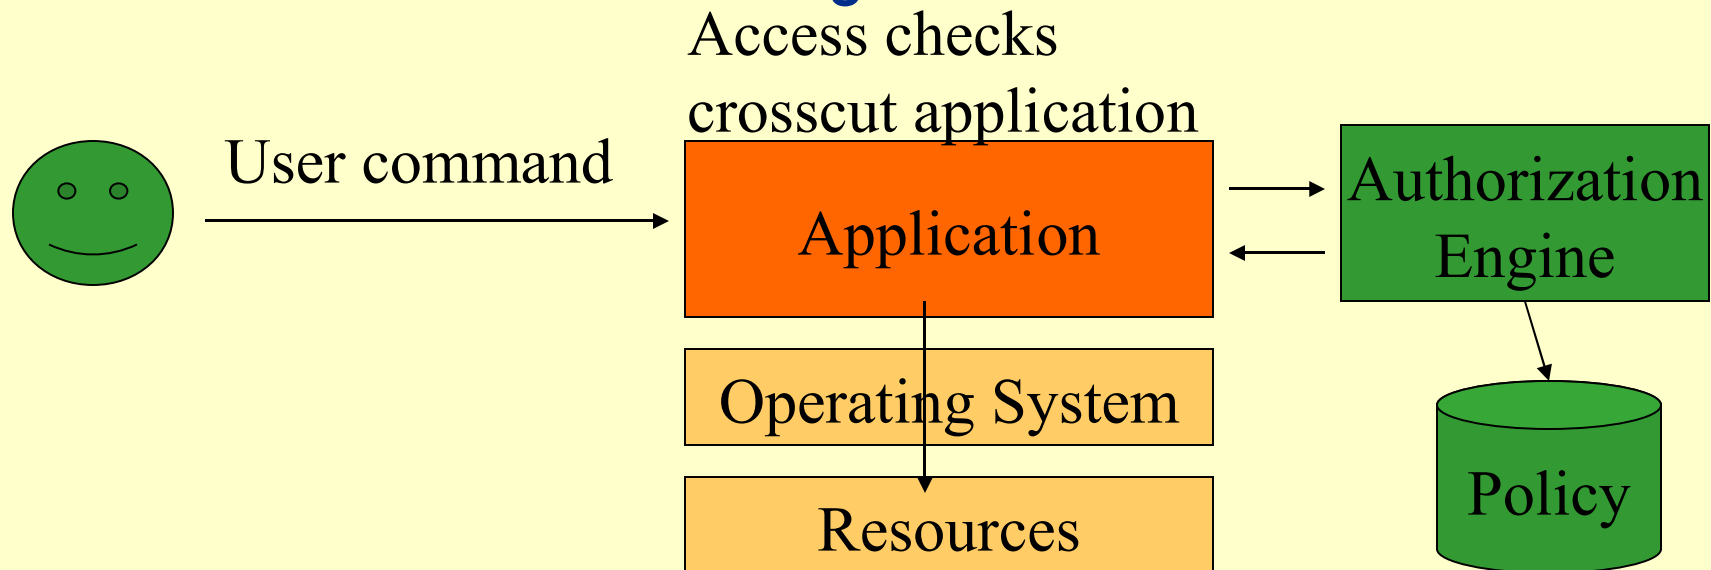 Access checks
crosscut application
User command
Application
Authorization
Engine
Operating System
Policy
Resources